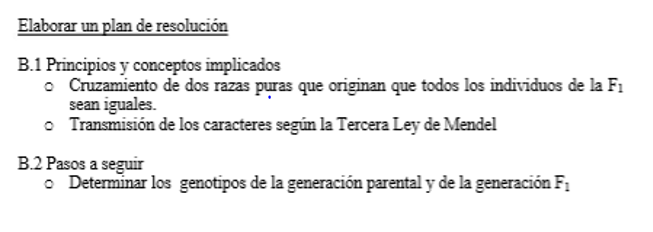 Elaborar un plan de resolución
B.1 Principios y conceptos implicados
o Cruzamiento de dos razas puras que originan que todos los individuos de la F1
sean iguales.
o Transmisión de los caracteres según la Tercera Ley de Mendel
B.2 Pasos a seguir
o Determinar los genotipos de la generación parental y de la generación F1